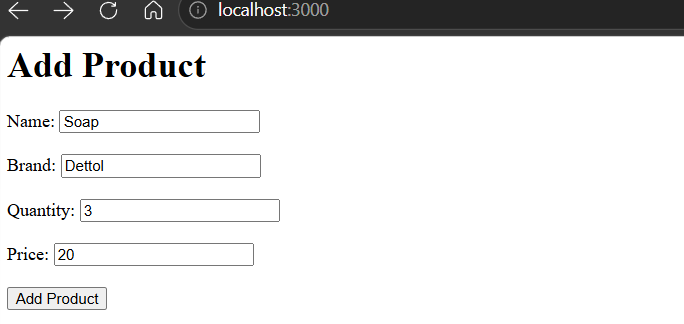 localhost:3000
Add Product
Name: Soap
Brand: Dettol
Quantity: 3
Price: 20
Add Product